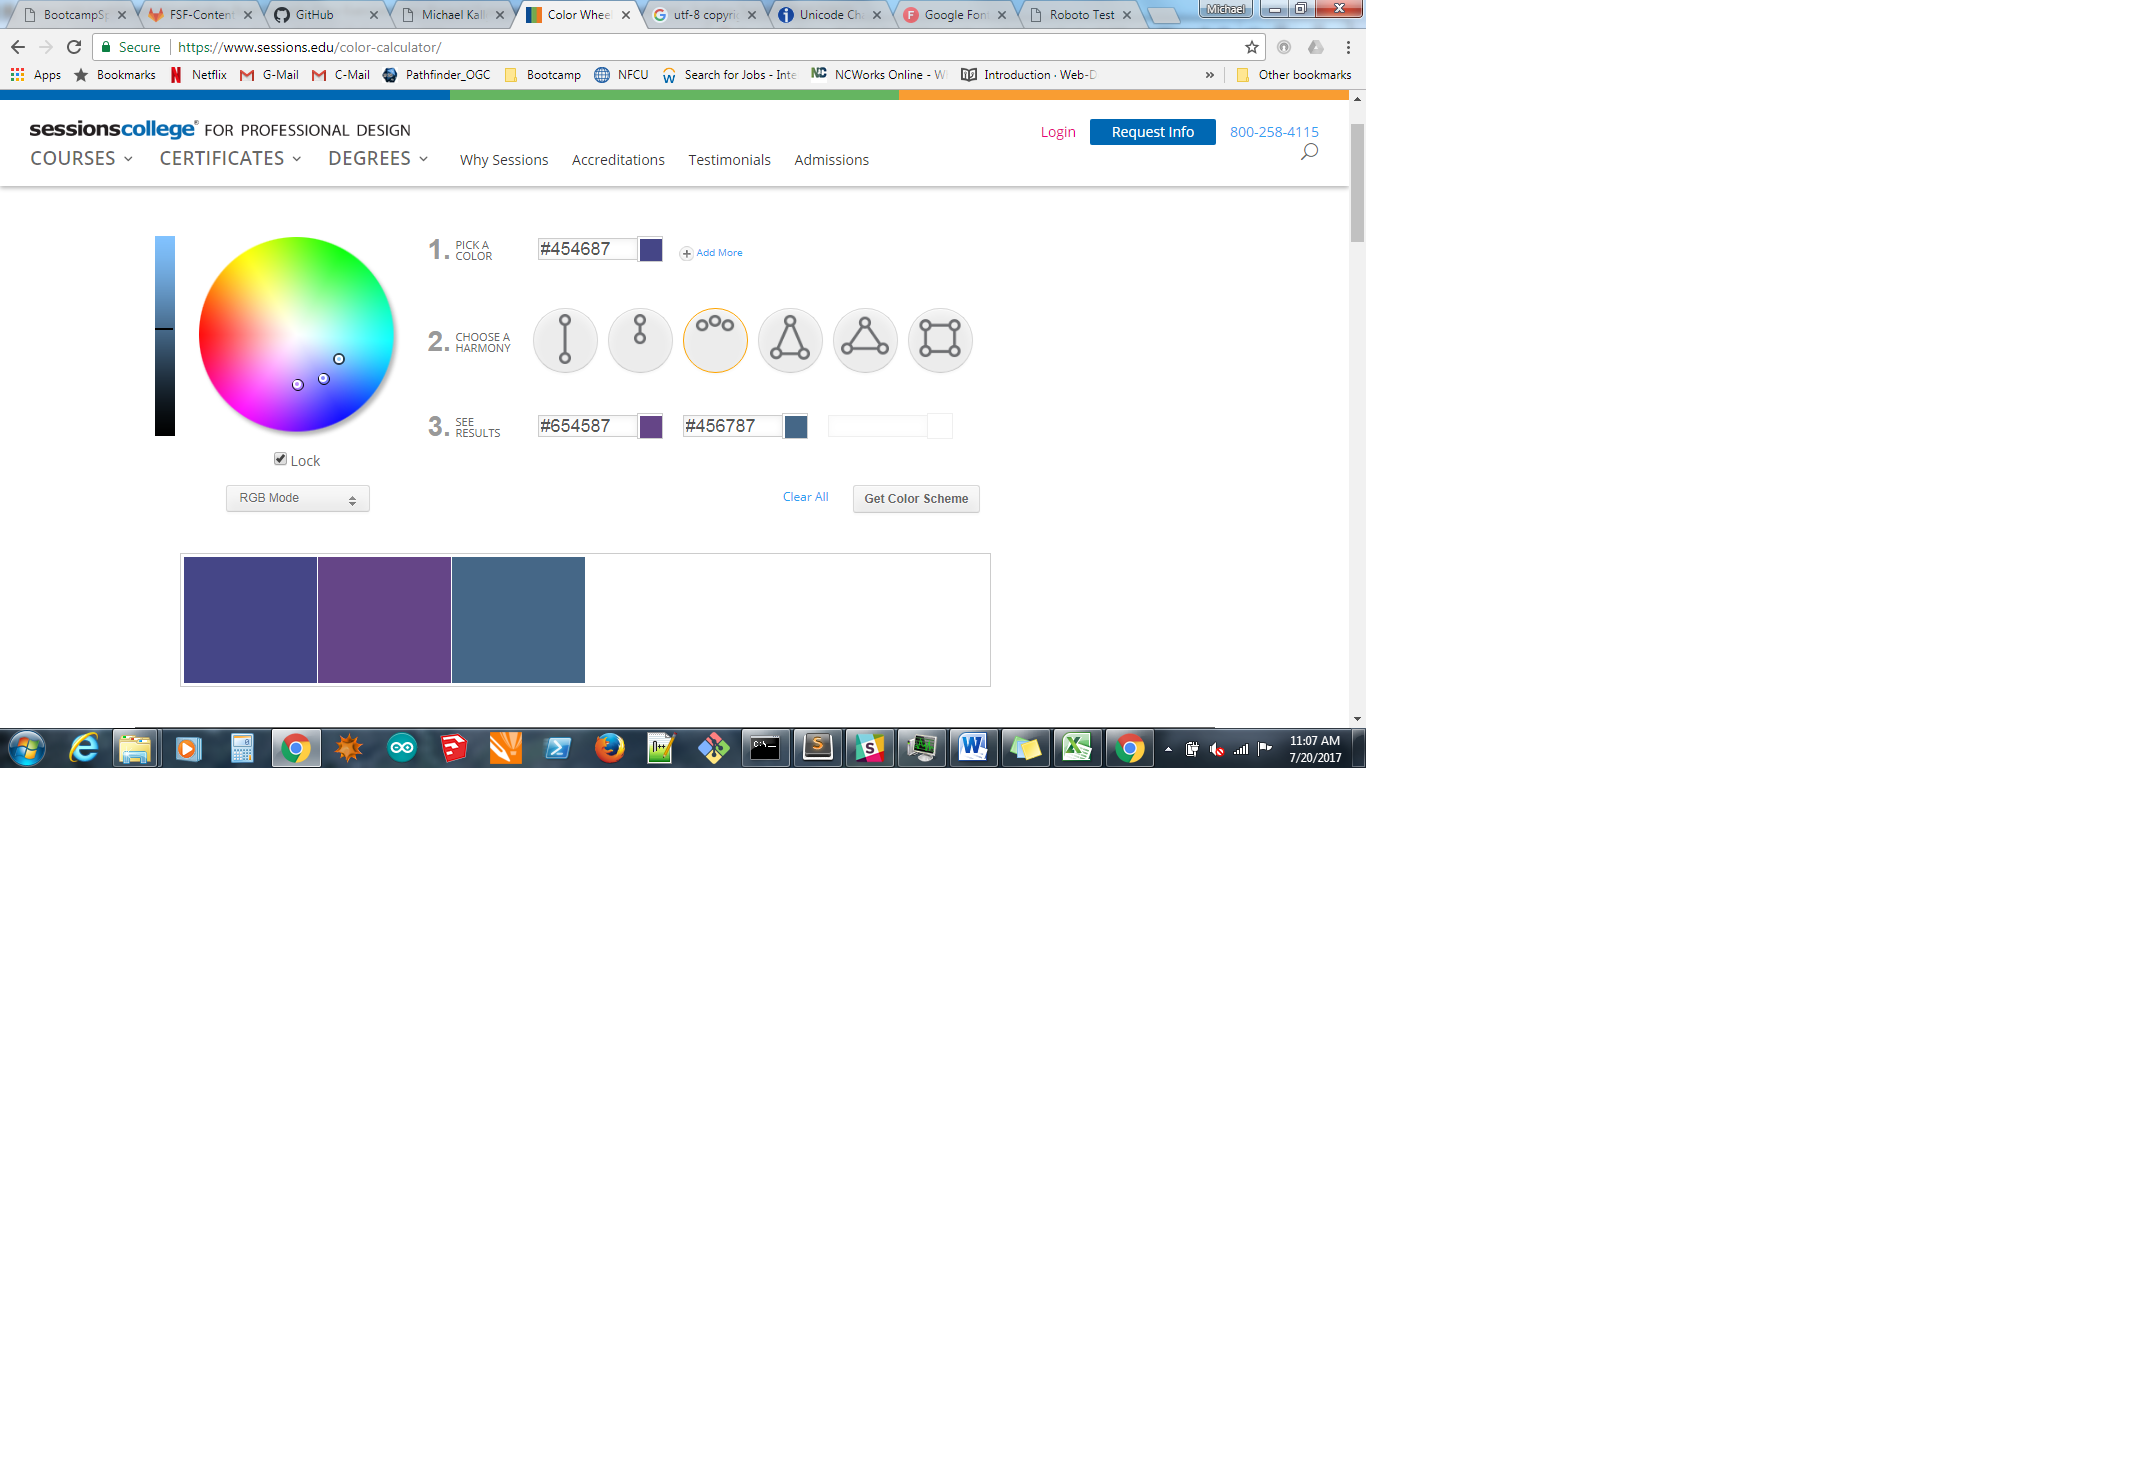 BootcampSp
FSF-Conten
GitHub
Michael Kall
Color Whee
utf-8 copyri
Unicode Ch
Google Fon
Roboto Test
Michael
Secure
https://www.sessions.edu/color-calculator/
Apps
Bookmarks
Netflix
G-Mail
C-Mail
Pathfinder_OGC
Bootcamp
NFCU
Search for Jobs - Inte
NCWorks Online - W
Introduction · Web-D
»
Other bookmarks
sessionscollege® FOR PROFESSIONAL DESIGN
Login
Request Info
800-258-4115
COURSES
CERTIFICATES
DEGREES
Why Sessions
Accreditations
Testimonials
Admissions
1. PICK A
COLOR
#454687
Add More
2. CHOOSE A
HARMONY
3. SEE
RESULTS
#654587
#456787
Lock
RGB Mode
Clear All
Get Color Scheme
11:07 AM
7/20/2017